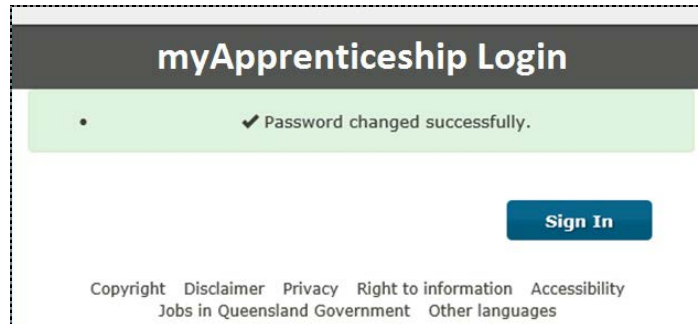 myApprenticeship Login
• ✔ Password changed successfully.
Sign In
Copyright Disclaimer Privacy Right to information Accessibility
Jobs in Queensland Government Other languages